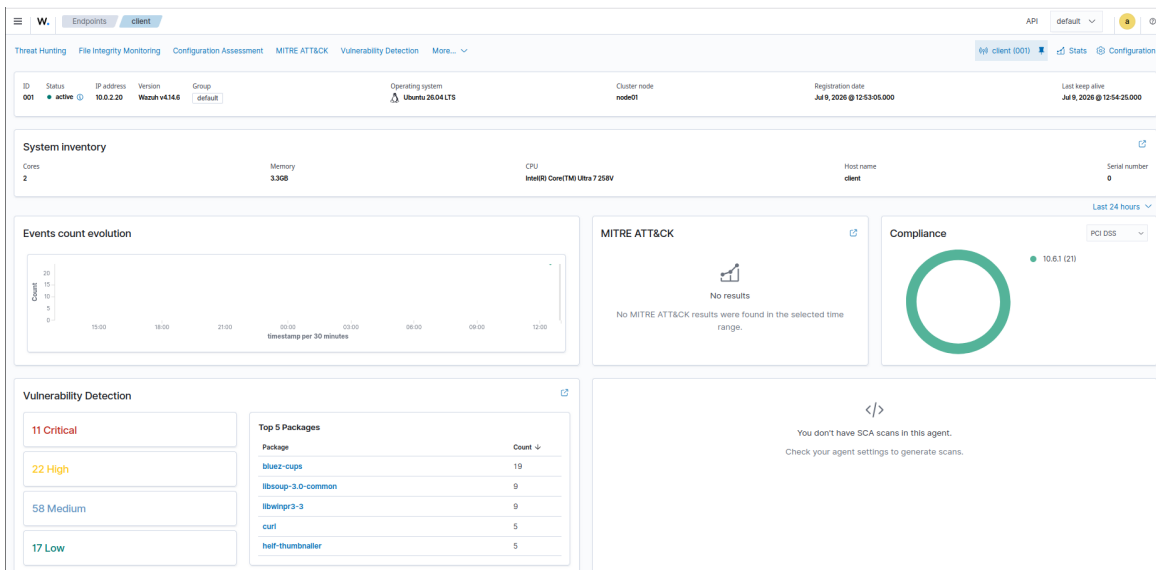 W. Endpoints client API default a
Threat Hunting File Integrity Monitoring Configuration Assessment MITRE ATT&CK Vulnerability Detection More... client (001) Stats Configuration
ID Status IP address Version Group Operating system Cluster node Registration date Last keep alive
001 active 10.0.2.20 Wazuh v4.14.6 default Ubuntu 26.04 LTS node01 Jul 9, 2026 @ 12:53:05.000 Jul 9, 2026 @ 12:54:25.000
System inventory
Cores Memory CPU Host name Serial number
2 3.3GB Intel(R) Core(TM) Ultra 7 258V client 0
Last 24 hours
Events count evolution
Count
20
15
10
5
0
15:00 18:00 21:00 00:00 03:00 06:00 09:00 12:00
timestamp per 30 minutes
MITRE ATT&CK
No results
No MITRE ATT&CK results were found in the selected time
range.
Compliance PCI DSS
10.6.1 (21)
Vulnerability Detection
11 Critical
22 High
58 Medium
17 Low
Top 5 Packages
Package Count
bluez-cups 19
libsoup-3.0-common 9
libwinpr3-3 9
curl 5
heif-thumbnailer 5
</>
You don't have SCA scans in this agent.
Check your agent settings to generate scans.